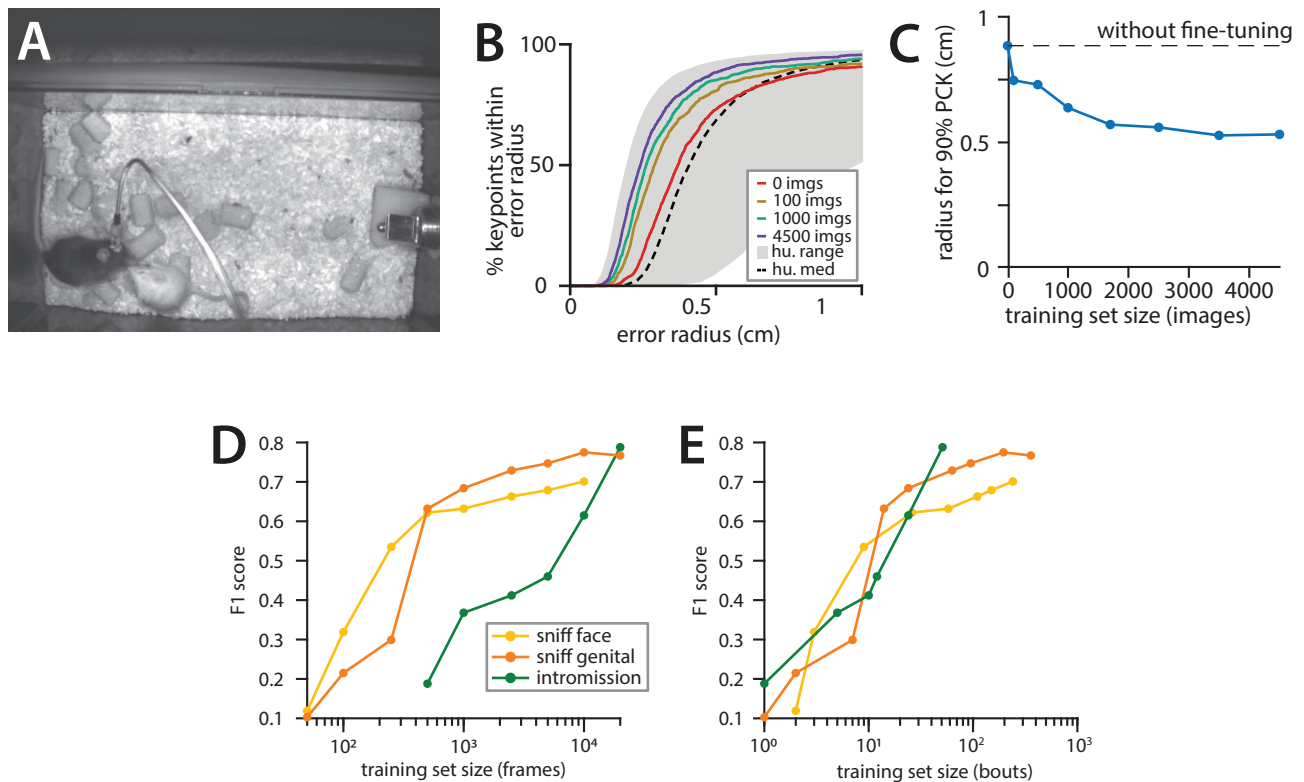 A
B
100
50
0
% keypoints within
error radius
0
0.5
1
error radius (cm)
0 imgs
100 imgs
1000 imgs
4500 imgs
hu. range
hu. med
C
1
0.5
0
radius for 90% PCK (cm)
without fine-tuning
0
1000
2000
3000
4000
training set size (images)
D
0.8
0.7
0.6
0.5
0.4
0.3
0.2
0.1
F1 score
sniff face
sniff genital
intromission
10²
10³
10⁴
training set size (frames)
E
0.8
0.7
0.6
0.5
0.4
0.3
0.2
0.1
F1 score
10⁰
10¹
10²
10³
training set size (bouts)